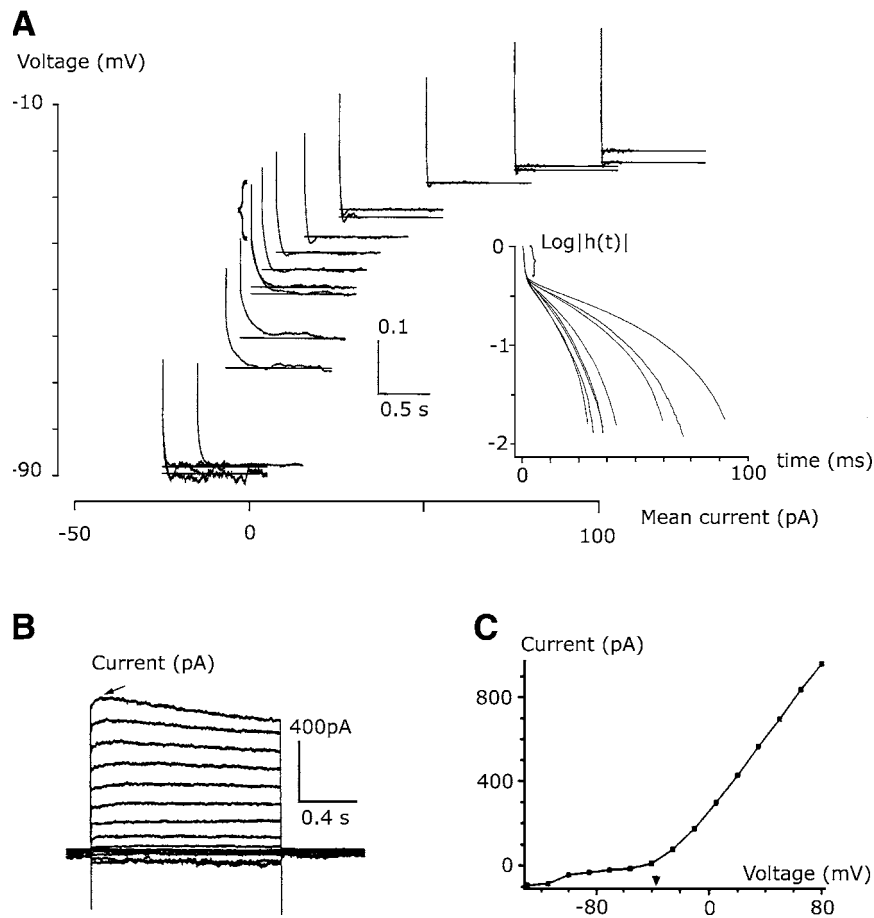 A
Voltage (mV)
-10
-90
0.1
0.5 s
0
Log|h(t)|
-1
-2
0
100
time (ms)
-50
0
100
Mean current (pA)
B
Current (pA)
400pA
0.4 s
C
Current (pA)
800
400
0
-80
0
80
Voltage (mV)